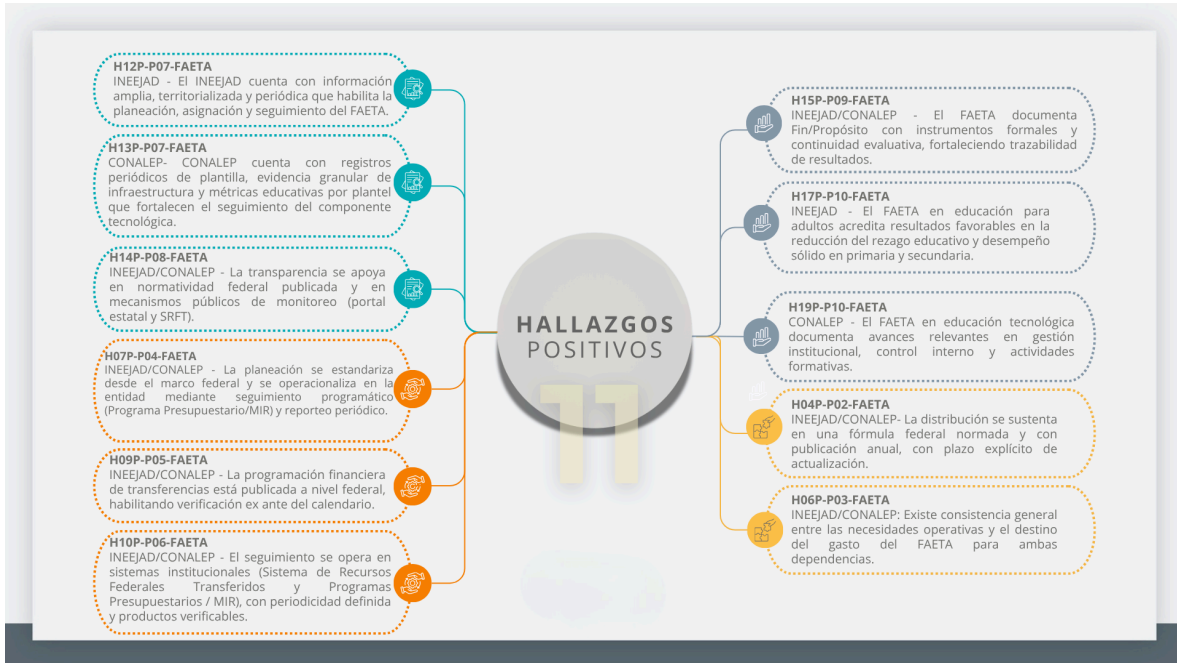 H12P-P07-FAETA
INEEJAD - El INEEJAD cuenta con información
amplia, territorializada y periódica que habilita la
planeación, asignación y seguimiento del FAETA.
H13P-P07-FAETA
CONALEP- CONALEP cuenta con registros
periódicos de plantilla, evidencia granular de
infraestructura y métricas educativas por plantel
que fortalecen el seguimiento del componente
tecnológica.
H14P-P08-FAETA
INEEJAD/CONALEP - La transparencia se apoya
en normatividad federal publicada y en
mecanismos públicos de monitoreo (portal
estatal y SRFT).
H07P-P04-FAETA
INEEJAD/CONALEP - La planeación se estandariza
desde el marco federal y se operacionaliza en la
entidad mediante seguimiento programático
(Programa Presupuestario/MIR) y reporteo periódico.
H09P-P05-FAETA
INEEJAD/CONALEP - La programación financiera
de transferencias está publicada a nivel federal,
habilitando verificación ex ante del calendario.
H10P-P06-FAETA
INEEJAD/CONALEP - El seguimiento se opera en
sistemas institucionales (Sistema de Recursos
Federales Transferidos y Programas
Presupuestarios / MIR), con periodicidad definida
y productos verificables.
HALLAZGOS
POSITIVOS
11
H15P-P09-FAETA
INEEJAD/CONALEP - El FAETA documenta
Fin/Propósito con instrumentos formales y
continuidad evaluativa, fortaleciendo trazabilidad
de resultados.
H17P-P10-FAETA
INEEJAD - El FAETA en educación para
adultos acredita resultados favorables en la
reducción del rezago educativo y desempeño
sólido en primaria y secundaria.
H19P-P10-FAETA
CONALEP - El FAETA en educación tecnológica
documenta avances relevantes en gestión
institucional, control interno y actividades
formativas.
H04P-P02-FAETA
INEEJAD/CONALEP- La distribución se sustenta
en una fórmula federal normada y con
publicación anual, con plazo explícito de
actualización.
H06P-P03-FAETA
INEEJAD/CONALEP: Existe consistencia general
entre las necesidades operativas y el destino
del gasto del FAETA para ambas
dependencias.